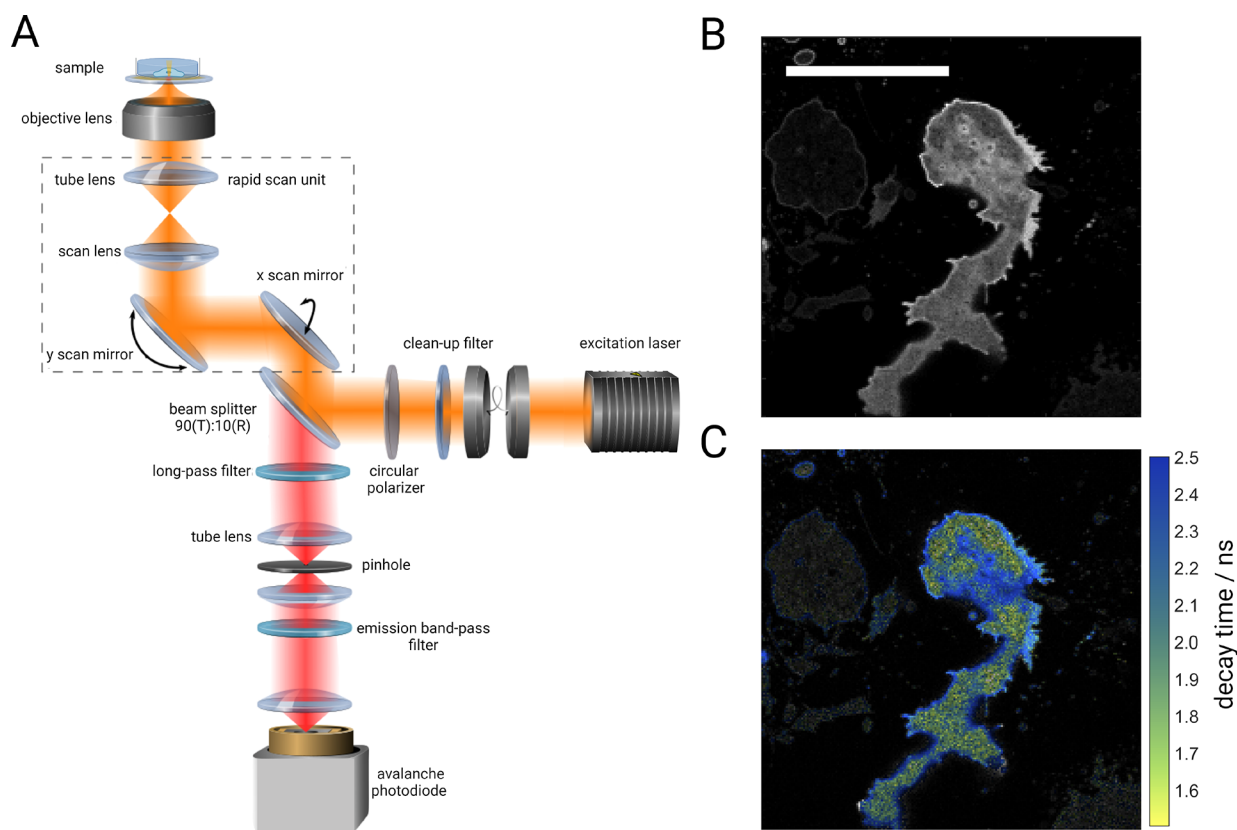 A
sample
objective lens
tube lens
rapid scan unit
scan lens
x scan mirror
y scan mirror
clean-up filter
excitation laser
beam splitter
90(T):10(R)
long-pass filter
circular
polarizer
tube lens
pinhole
emission band-pass
filter
avalanche
photodiode
B
C
2.5
2.4
2.3
2.2
2.1
2.0
1.9
1.8
1.7
1.6
decay time / ns